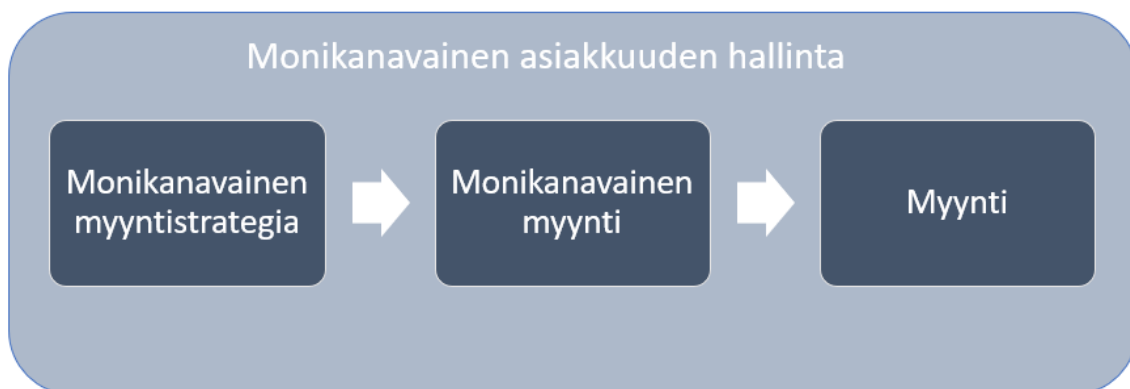 Monikanavainen asiakkuuden hallinta
Monikanavainen
myyntistrategia
Monikanavainen
myynti
Myynti